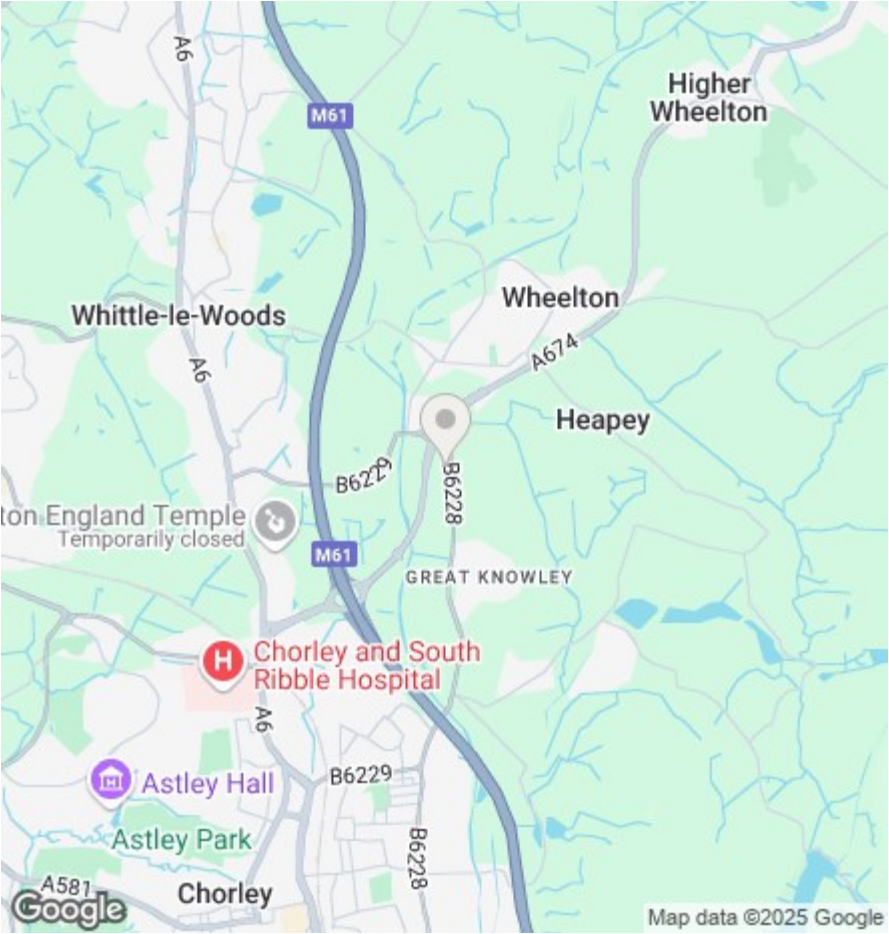 A6
M61
Higher
Wheelton
Wheelton
Whittle-le-Woods
A674
A6
Heapey
B6229
B6228
ton England Temple
Temporarily closed
M61
GREAT KNOWLEY
H
Chorley and South
Ribble Hospital
A6
B6229
Astley Hall
Astley Park
B6228
A581
Chorley
Google
Map data ©2025 Google